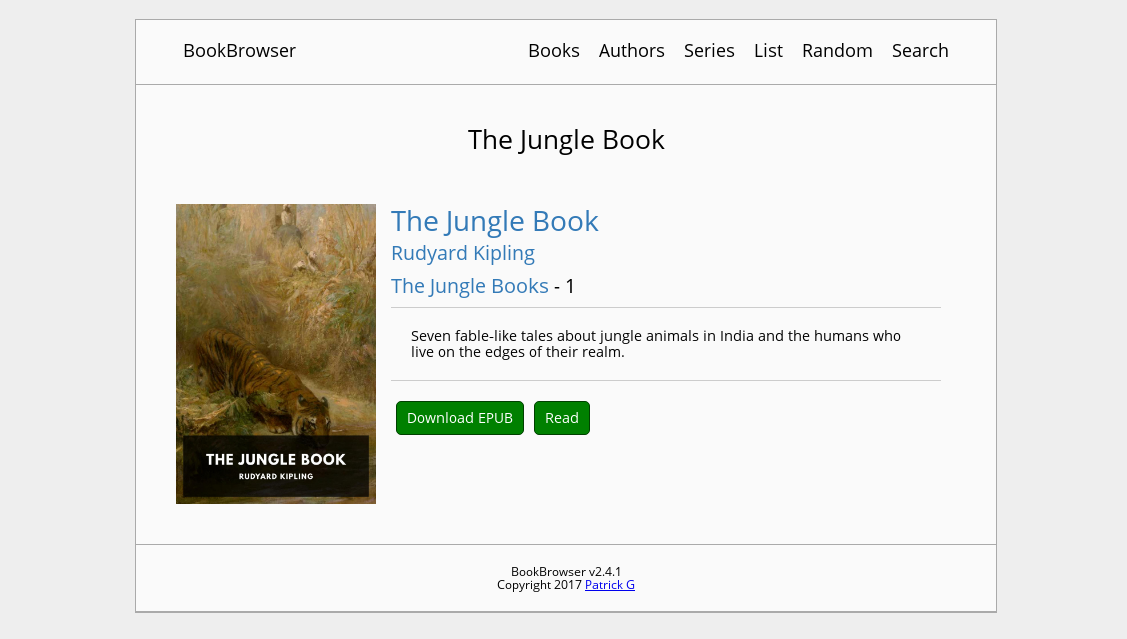 BookBrowser
Books Authors Series List Random Search
The Jungle Book
THE JUNGLE BOOK
RUDYARD KIPLING
The Jungle Book
Rudyard Kipling
The Jungle Books - 1
Seven fable-like tales about jungle animals in India and the humans who
live on the edges of their realm.
Download EPUB Read
BookBrowser v2.4.1
Copyright 2017 Patrick G